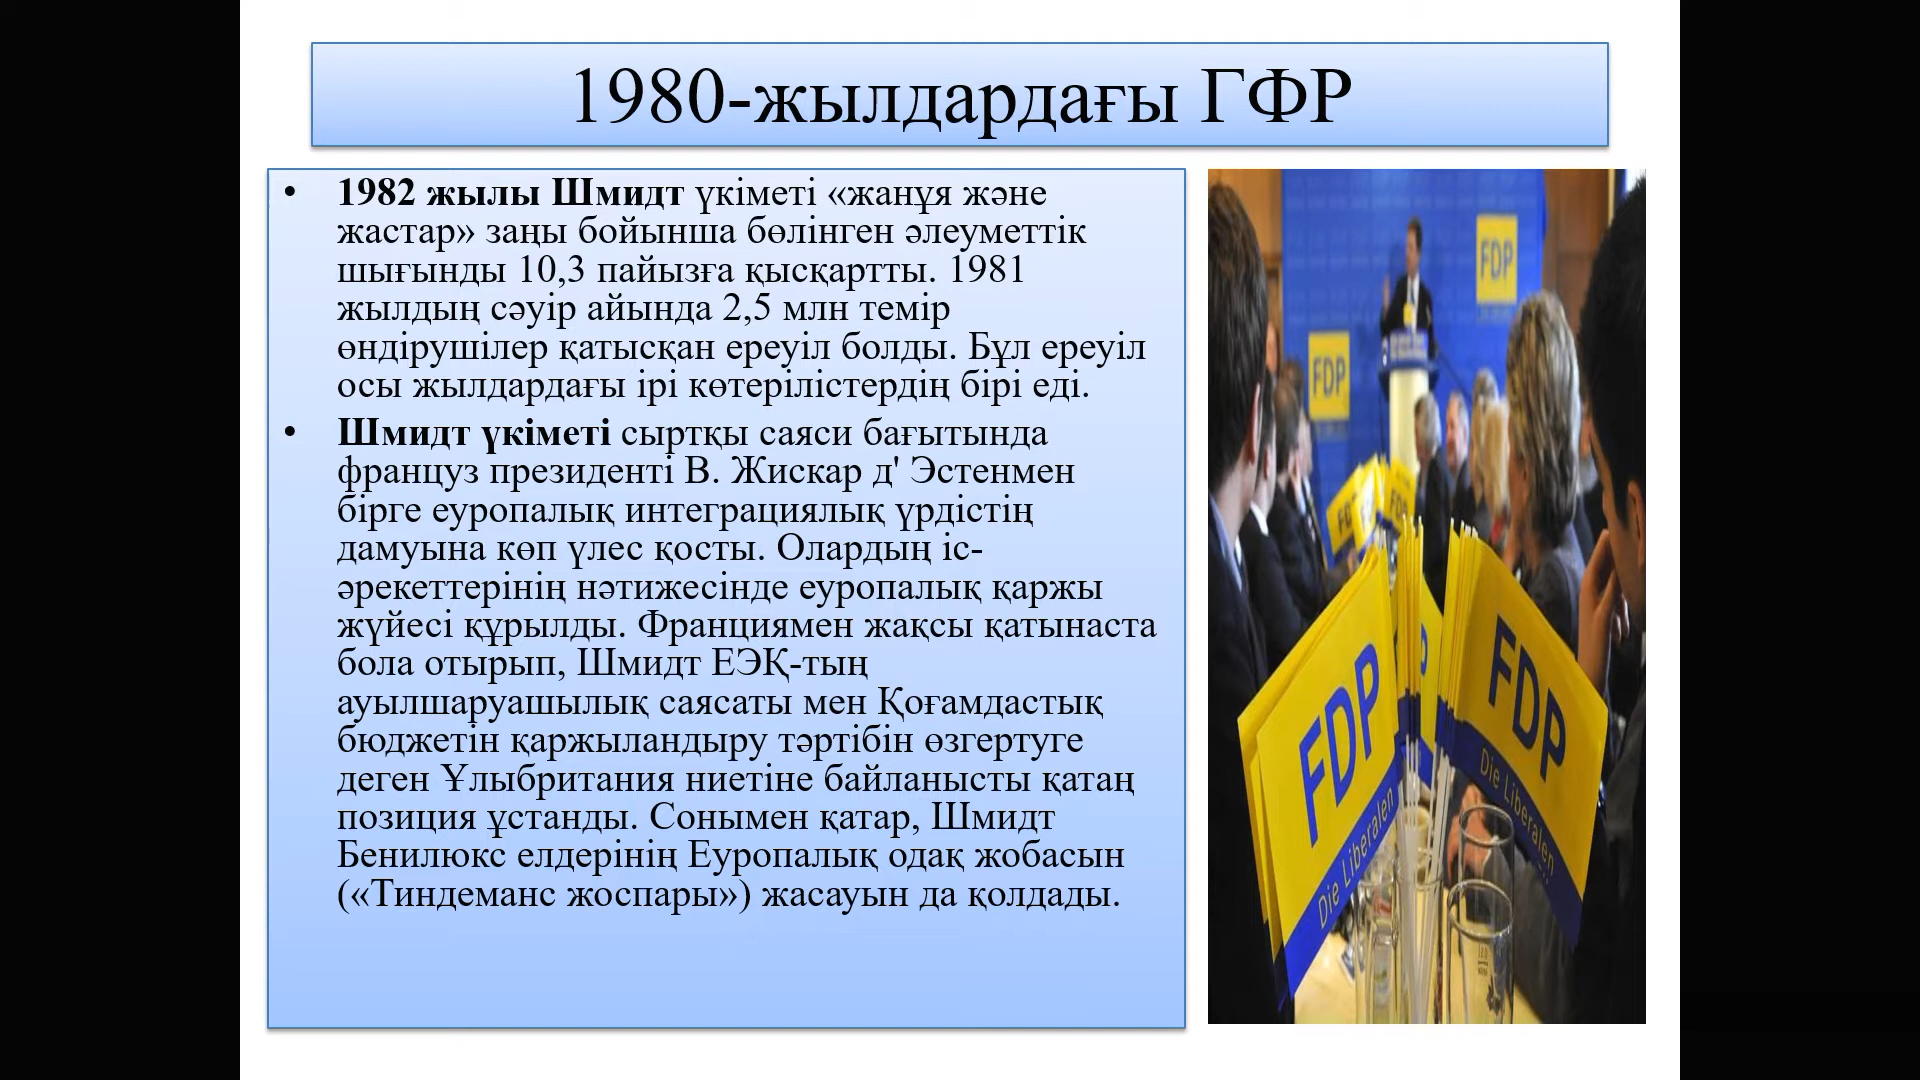 1980-жылдардағы ГФР
• 1982 жылы Шмидт үкіметі «жанұя және
жастар» заңы бойынша бөлінген әлеуметтік
шығынды 10,3 пайызға қысқартты. 1981
жылдың сәуір айында 2,5 млн темір
өндірушілер қатысқан ереуіл болды. Бұл ереуіл
осы жылдардағы ірі көтерілістердің бірі еді.
• Шмидт үкіметі сыртқы саяси бағытында
француз президенті В. Жискар д' Эстенмен
бірге еуропалық интеграциялық үрдістің
дамуына көп үлес қосты. Олардың іс-
әрекеттерінің нәтижесінде еуропалық қаржы
жүйесі құрылды. Франциямен жақсы қатынаста
бола отырып, Шмидт ЕЭҚ-тың
ауылшаруашылық саясаты мен Қоғамдастық
бюджетін қаржыландыру тәртібін өзгертуге
деген Ұлыбритания ниетіне байланысты қатаң
позиция ұстанды. Сонымен қатар, Шмидт
Бенилюкс елдерінің Еуропалық одақ жобасын
(«Тиндеманс жоспары») жасауын да қолдады.
FDP
FDP
FDP
Die Liberalen
FDP
Die Liberalen